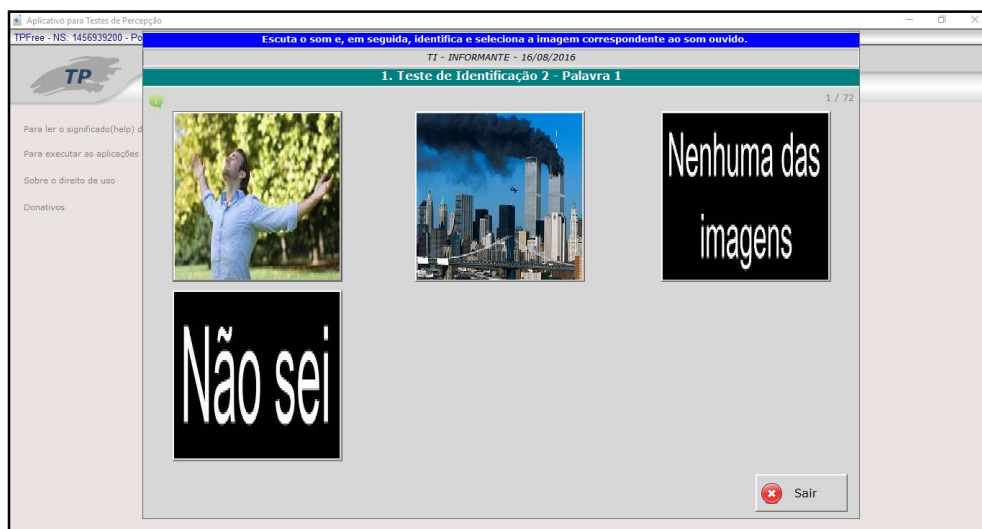 Aplicativo para Testes de Percepção
TPFree - NS: 1456939200 - Po
Escuta o som e, em seguida, identifica e seleciona a imagem correspondente ao som ouvido.
TI - INFORMANTE - 16/08/2016
TP
1. Teste de Identificação 2 - Palavra 1
1 / 72
Para ler o significado(help) d
Para executar as aplicações
Sobre o direito de uso
Donativos
Nenhuma das
imagens
Não sei
Sair